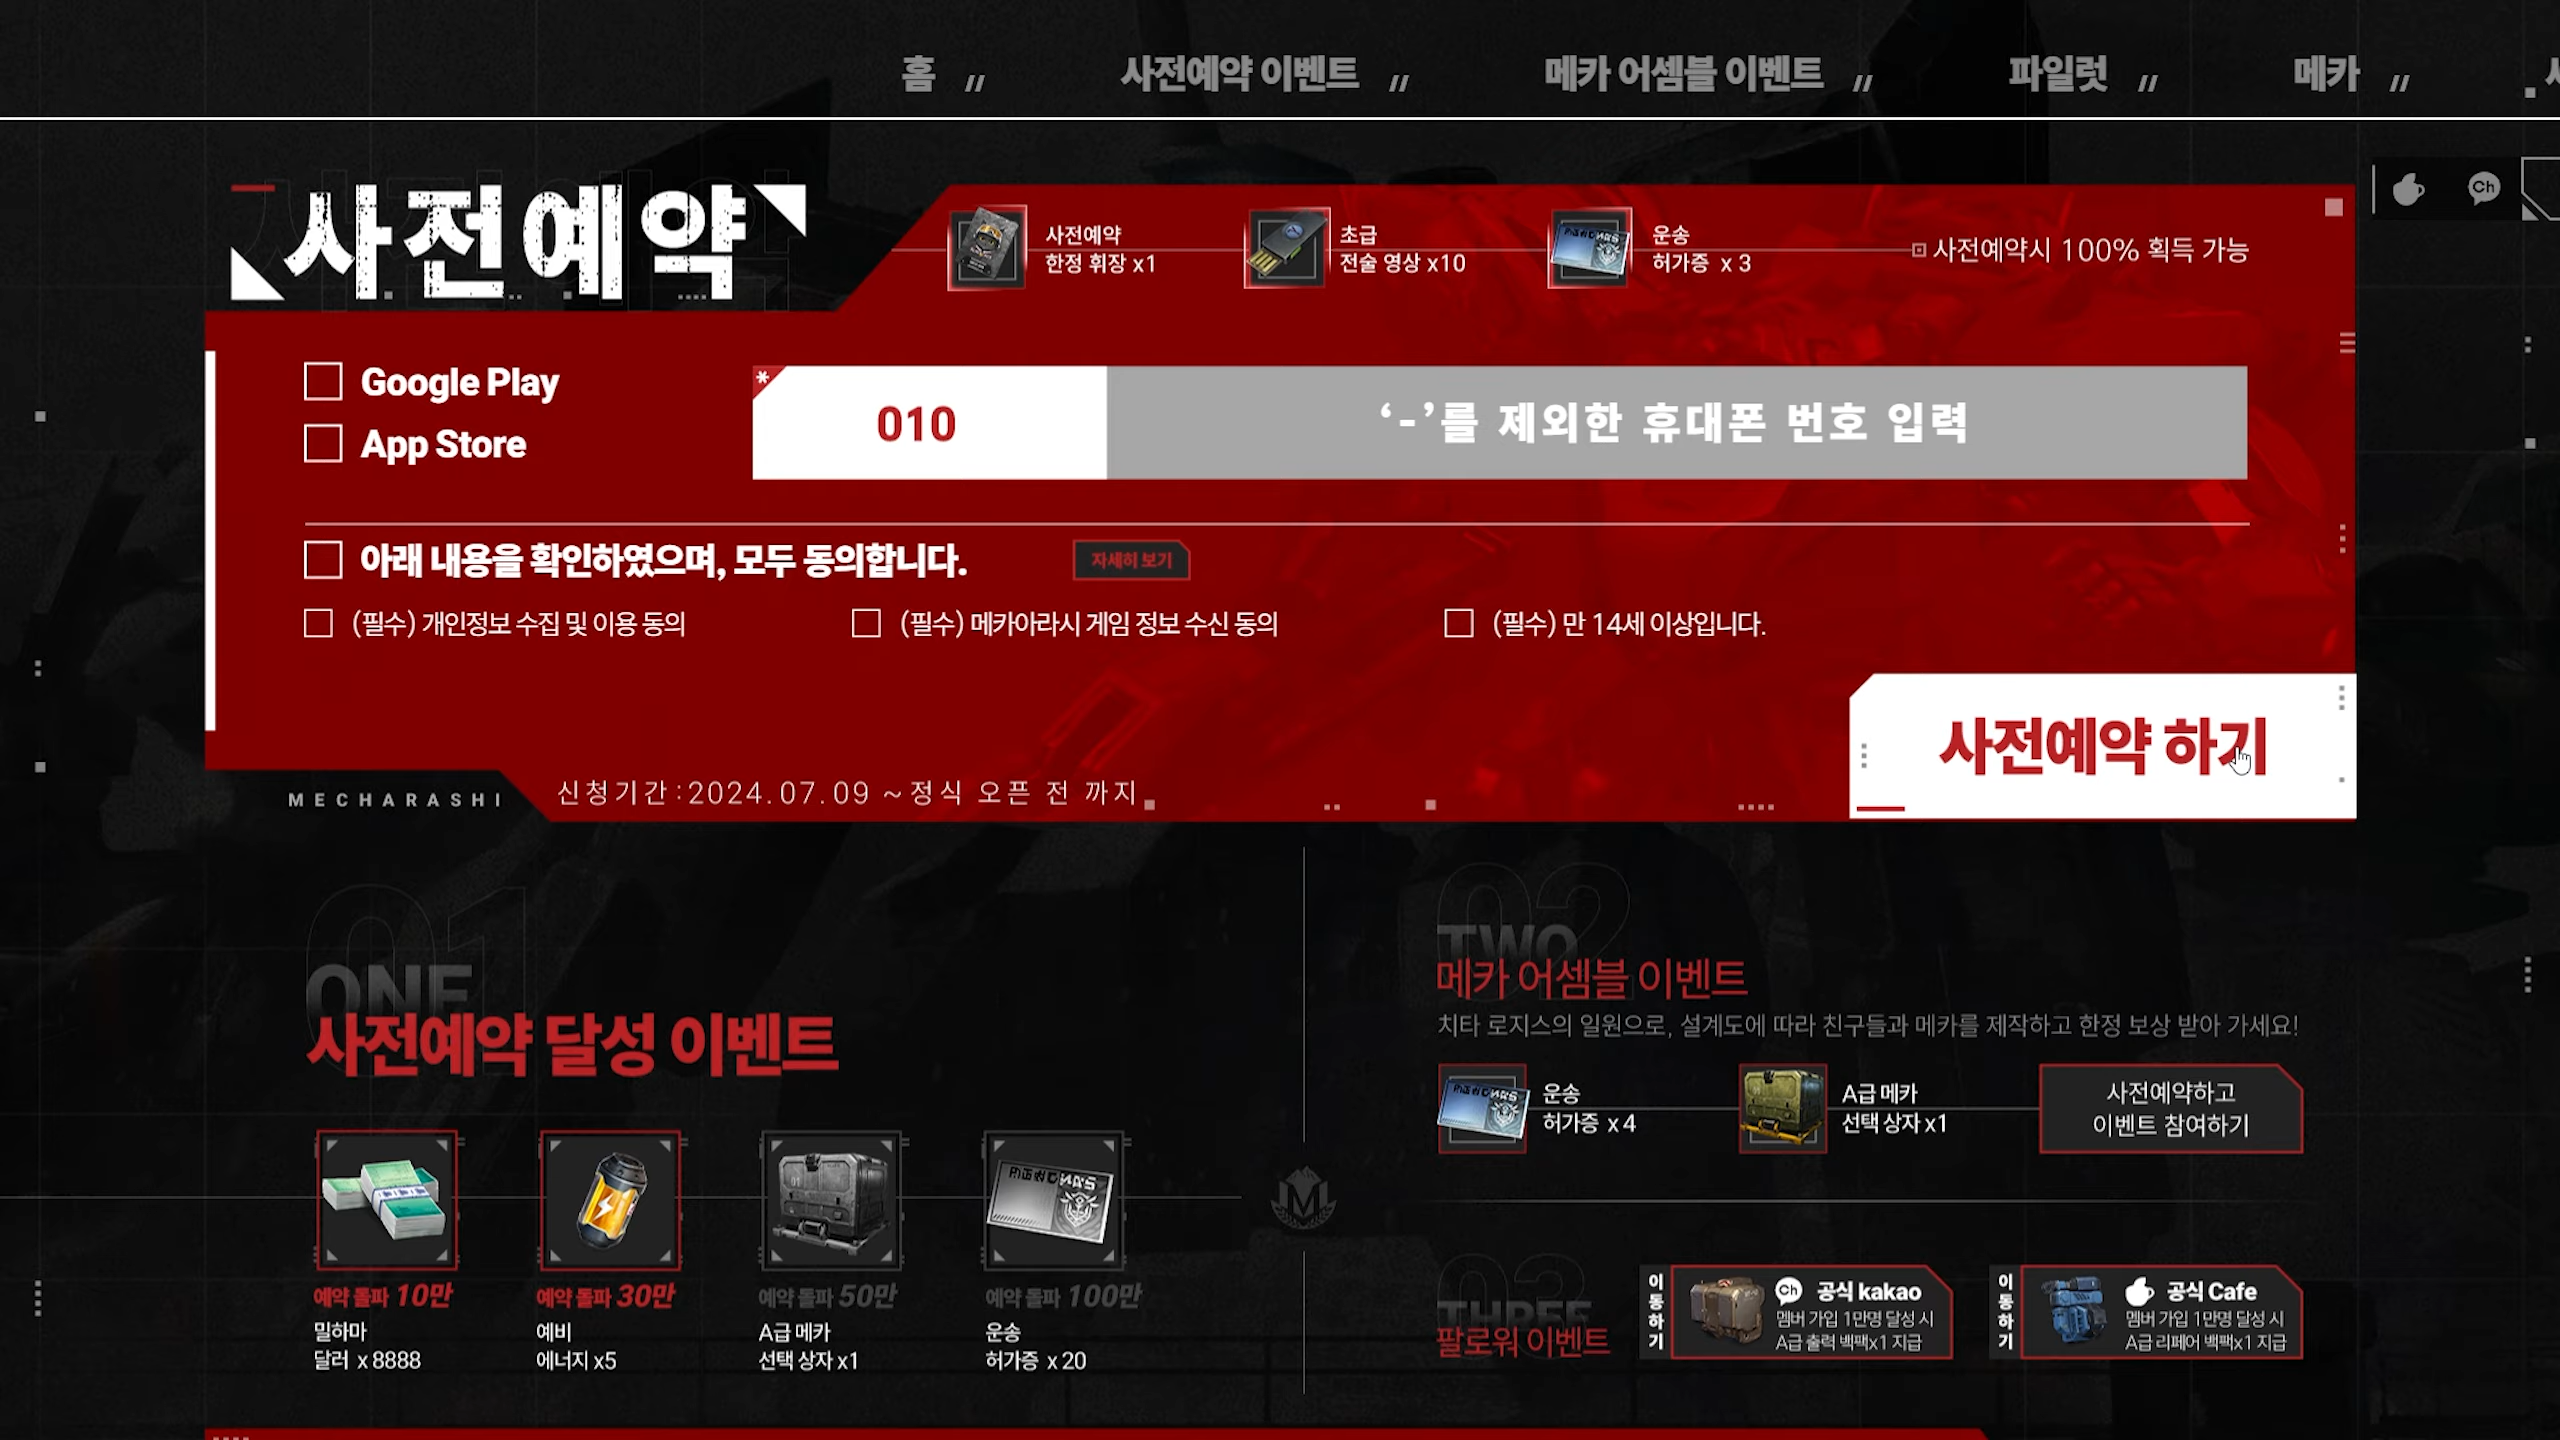 홈 //
사전예약 이벤트 //
메카 어셈블 이벤트 //
파일럿 //
메카 //
사전예약
사전예약
한정 휘장 x1
초급
전술 영상 x10
운송
허가증 x 3
사전예약시 100% 획득 가능
Ch
Google Play
App Store
* 010
‘-’를 제외한 휴대폰 번호 입력
아래 내용을 확인하였으며, 모두 동의합니다.
자세히 보기
(필수) 개인정보 수집 및 이용 동의
(필수) 메카아라시 게임 정보 수신 동의
(필수) 만 14세 이상입니다.
사전예약 하기
MECHARASHI
신청기간:2024.07.09 ~정식 오픈 전 까지
01
ONE
사전예약 달성 이벤트
예약 돌파 10만
밀하마
달러 x 8888
예약 돌파 30만
예비
에너지 x5
예약 돌파 50만
A급 메카
선택 상자 x1
예약 돌파 100만
운송
허가증 x 20
M
02
TWO
메카 어셈블 이벤트
치타 로지스의 일원으로, 설계도에 따라 친구들과 메카를 제작하고 한정 보상 받아 가세요!
운송
허가증 x 4
A급 메카
선택 상자 x1
사전예약하고
이벤트 참여하기
03
THREE
팔로워 이벤트
이동하기
Ch 공식 kakao
멤버 가입 1만명 달성 시
A급 출력 백팩x1 지급
이동하기
공식 Cafe
멤버 가입 1만명 달성 시
A급 리페어 백팩x1 지급